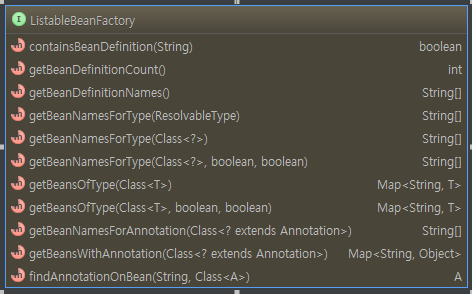 I ListableBeanFactory
m containsBeanDefinition(String) boolean
m getBeanDefinitionCount() int
m getBeanDefinitionNames() String[]
m getBeanNamesForType(ResolvableType) String[]
m getBeanNamesForType(Class<?>) String[]
m getBeanNamesForType(Class<?>, boolean, boolean) String[]
m getBeansOfType(Class<T>) Map<String, T>
m getBeansOfType(Class<T>, boolean, boolean) Map<String, T>
m getBeanNamesForAnnotation(Class<? extends Annotation>) String[]
m getBeansWithAnnotation(Class<? extends Annotation>) Map<String, Object>
m findAnnotationOnBean(String, Class<A>) A